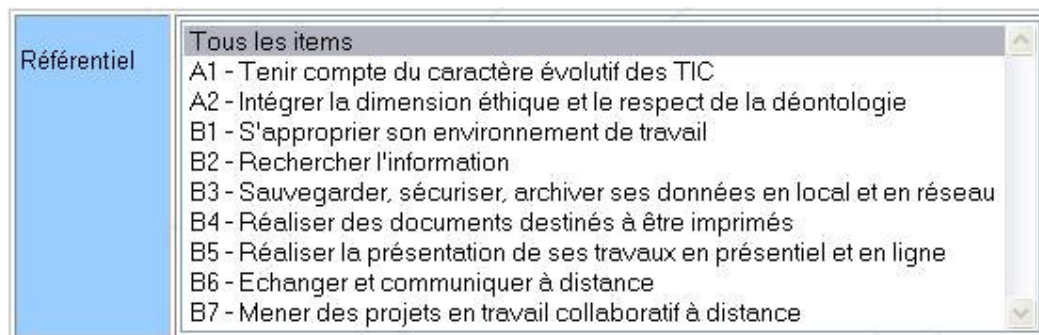 Référentiel
Tous les items
A1 - Tenir compte du caractère évolutif des TIC
A2 - Intégrer la dimension éthique et le respect de la déontologie
B1 - S'approprier son environnement de travail
B2 - Rechercher l'information
B3 - Sauvegarder, sécuriser, archiver ses données en local et en réseau
B4 - Réaliser des documents destinés à être imprimés
B5 - Réaliser la présentation de ses travaux en présentiel et en ligne
B6 - Echanger et communiquer à distance
B7 - Mener des projets en travail collaboratif à distance